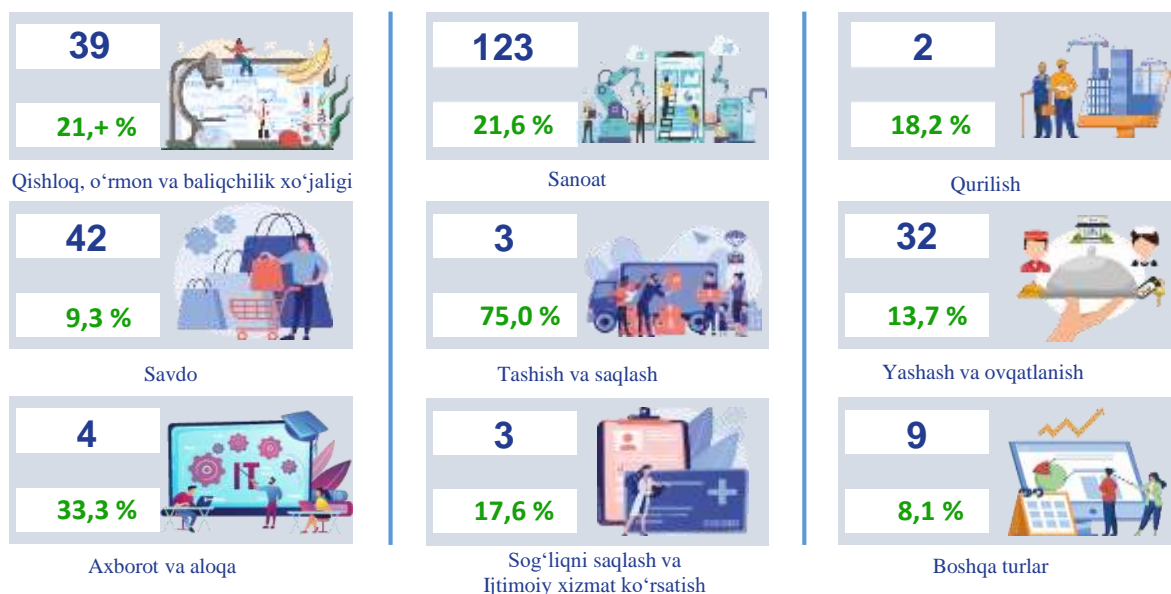 39
21,+ %
Qishloq, o‘rmon va baliqchilik xo‘jaligi
123
21,6 %
Sanoat
2
18,2 %
Qurilish
42
9,3 %
Savdo
3
75,0 %
Tashish va saqlash
32
13,7 %
Yashash va ovqatlanish
4
33,3 %
IT
Axborot va aloqa
3
17,6 %
Sog‘liqni saqlash va
Ijtimoiy xizmat ko‘rsatish
9
8,1 %
Boshqa turlar